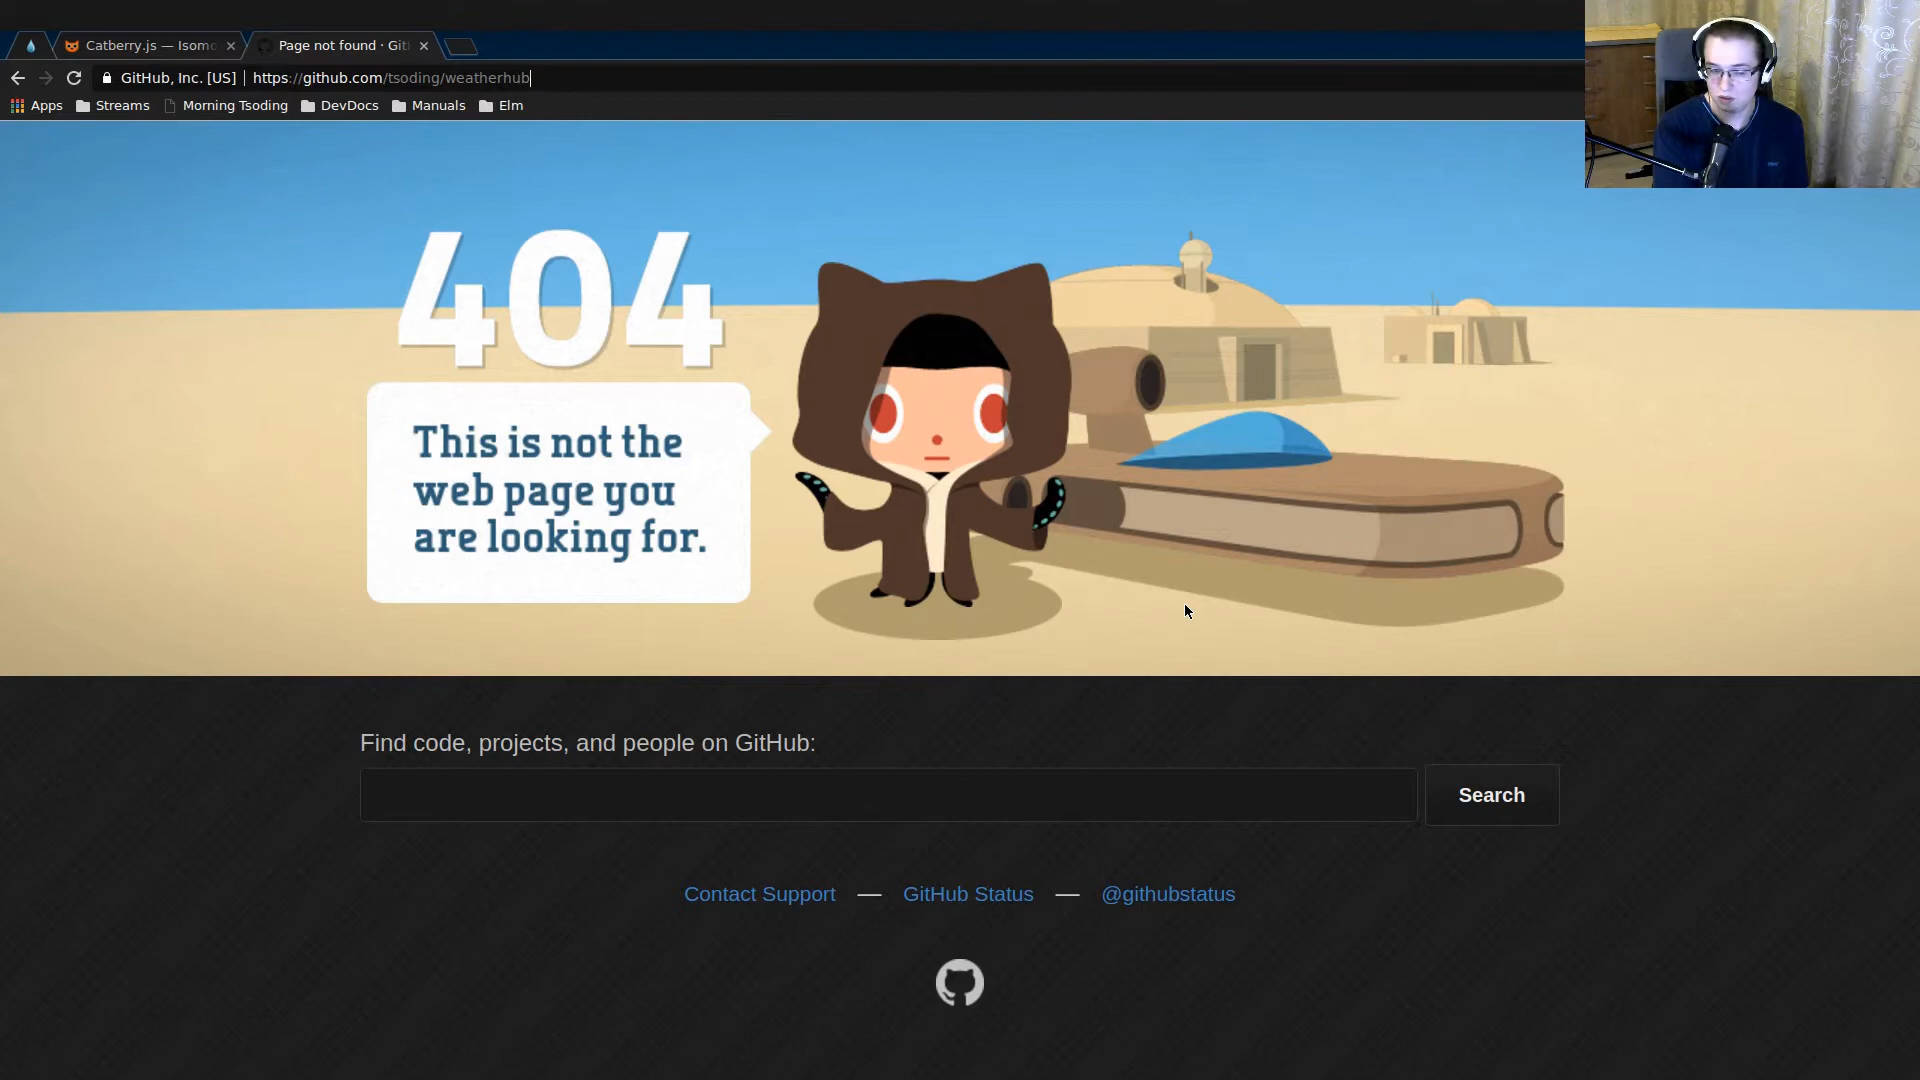 Catberry.js — Isomo
Page not found · Git
GitHub, Inc. [US] | https://github.com/tsoding/weatherhub
Apps Streams Morning Tsoding DevDocs Manuals Elm
404
This is not the
web page you
are looking for.
Find code, projects, and people on GitHub:
Search
Contact Support — GitHub Status — @githubstatus